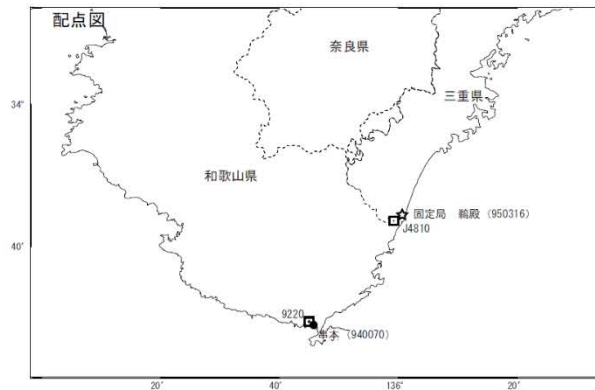 配点図
奈良県
34°
三重県
和歌山県
固定局 鵜殿（950316）
J4810
40′
9220
串本（940070）
20′
40′
136°
20′